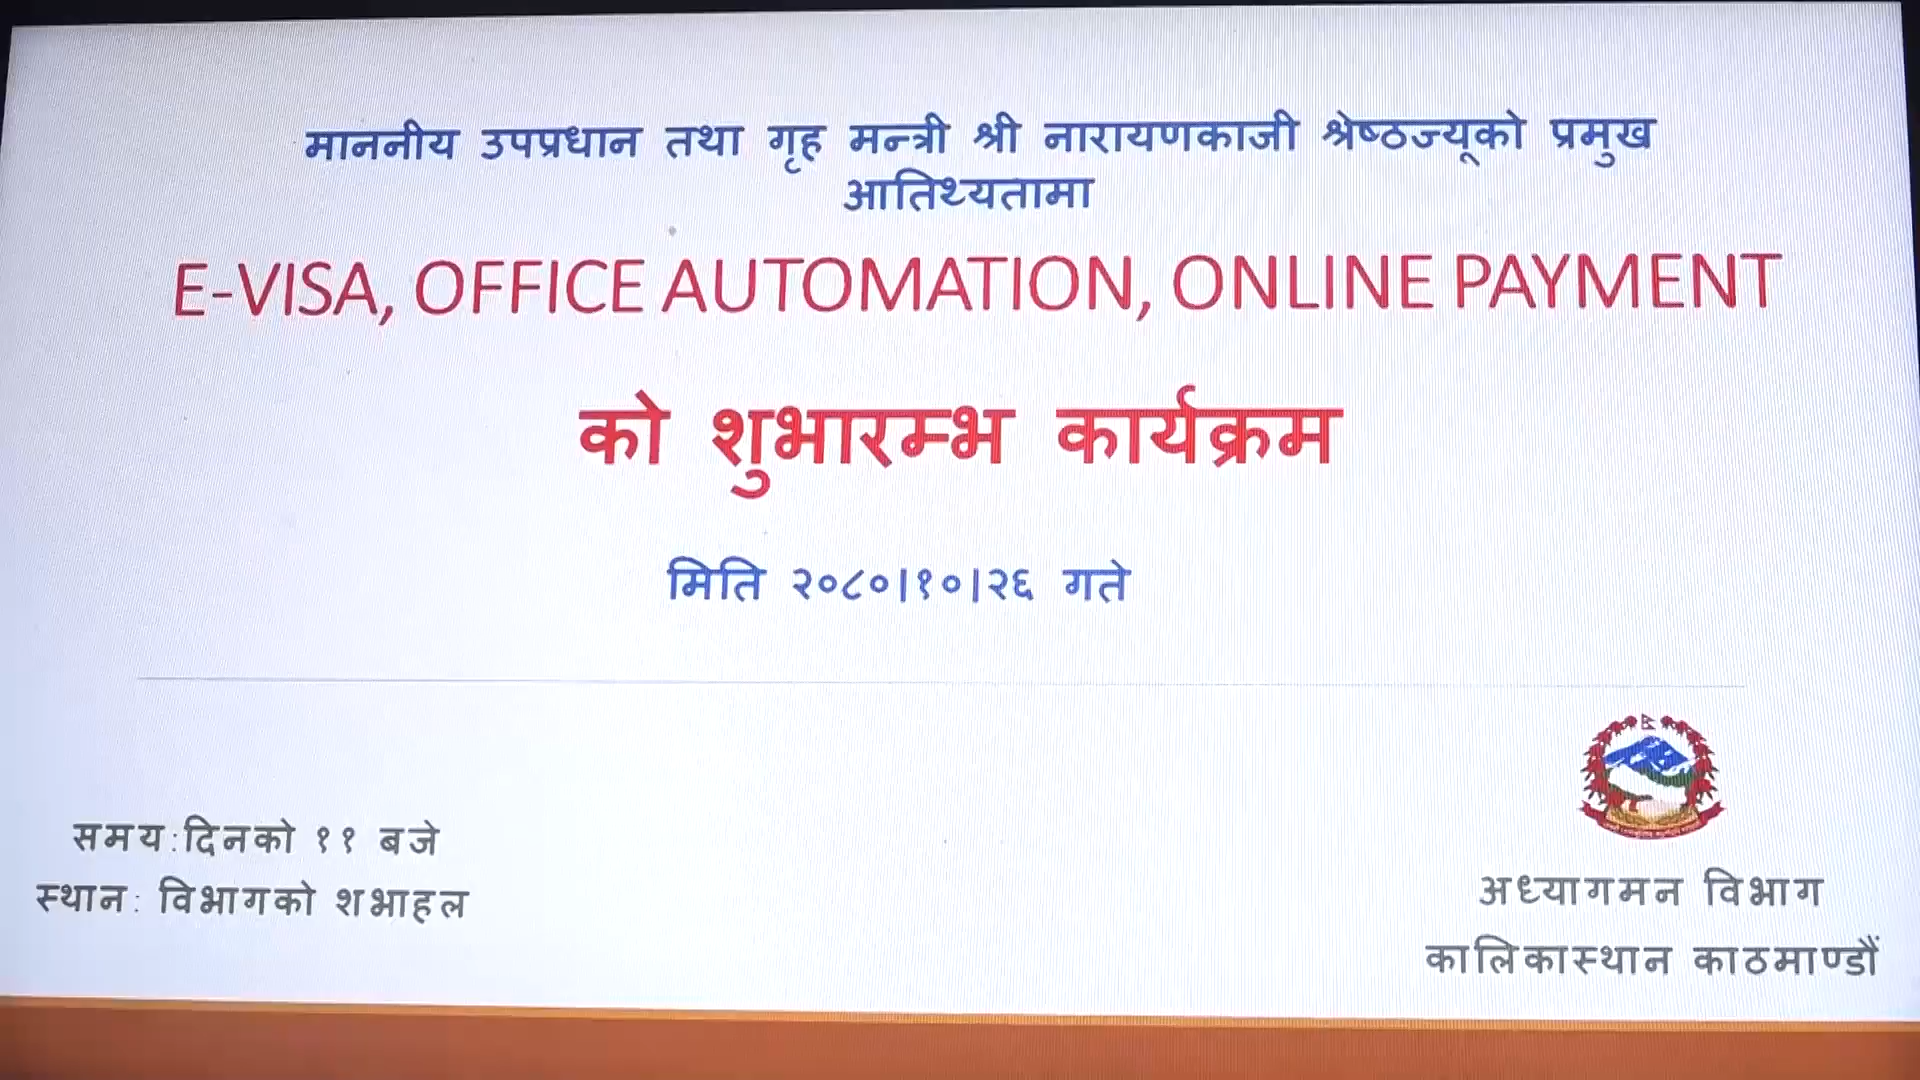 माननीय उपप्रधान तथा गृह मन्त्री श्री नारायणकाजी श्रेष्ठज्यूको प्रमुख
आतिथ्यतामा
E-VISA, OFFICE AUTOMATION, ONLINE PAYMENT
को शुभारम्भ कार्यक्रम
मिति २०८०|१०|२६ गते
समय:दिनको ११ बजे
स्थान: विभागको शभाहल
अध्यागमन विभाग
कालिकास्थान काठमाण्डौं